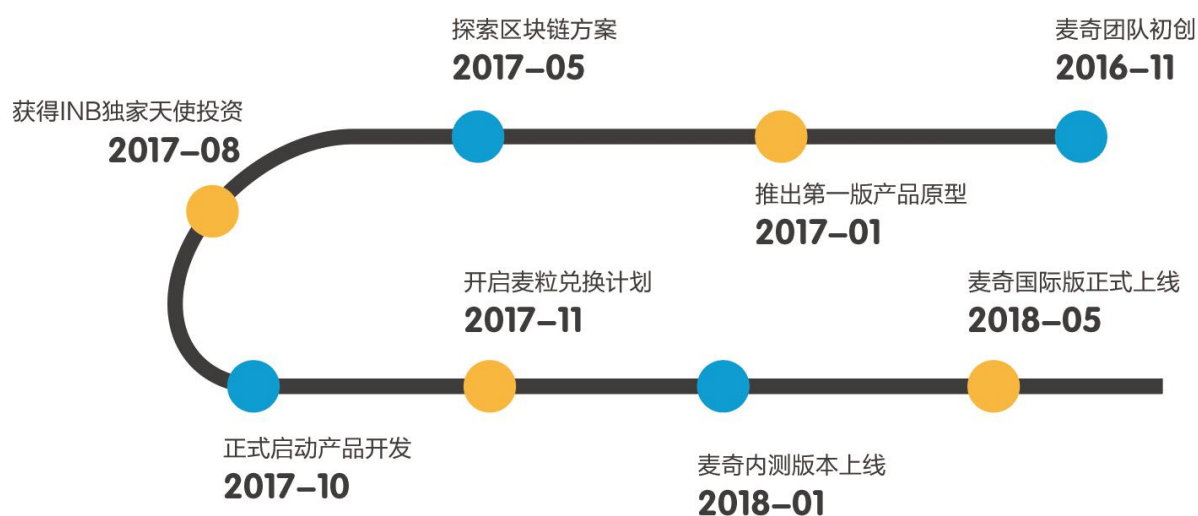 探索区块链方案
2017–05
麦奇团队初创
2016–11
获得INB独家天使投资
2017–08
推出第一版产品原型
2017–01
开启麦粒兑换计划
2017–11
麦奇国际版正式上线
2018–05
正式启动产品开发
2017–10
麦奇内测版本上线
2018–01